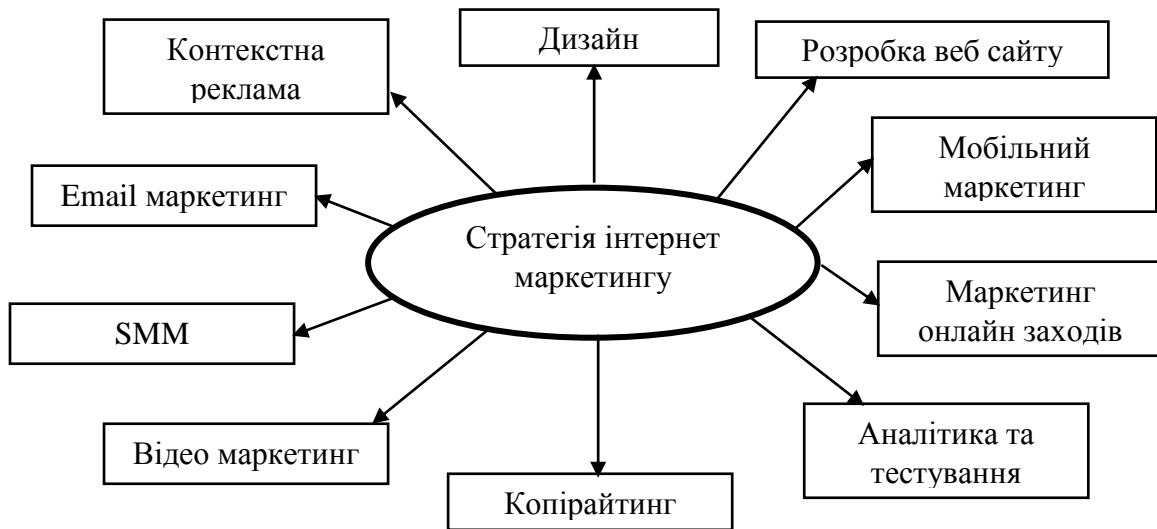 Контекстна
реклама
Дизайн
Розробка веб сайту
Мобільний
маркетинг
Email маркетинг
Стратегія інтернет
маркетингу
Маркетинг
онлайн заходів
SMM
Аналітика та
тестування
Відео маркетинг
Копірайтинг